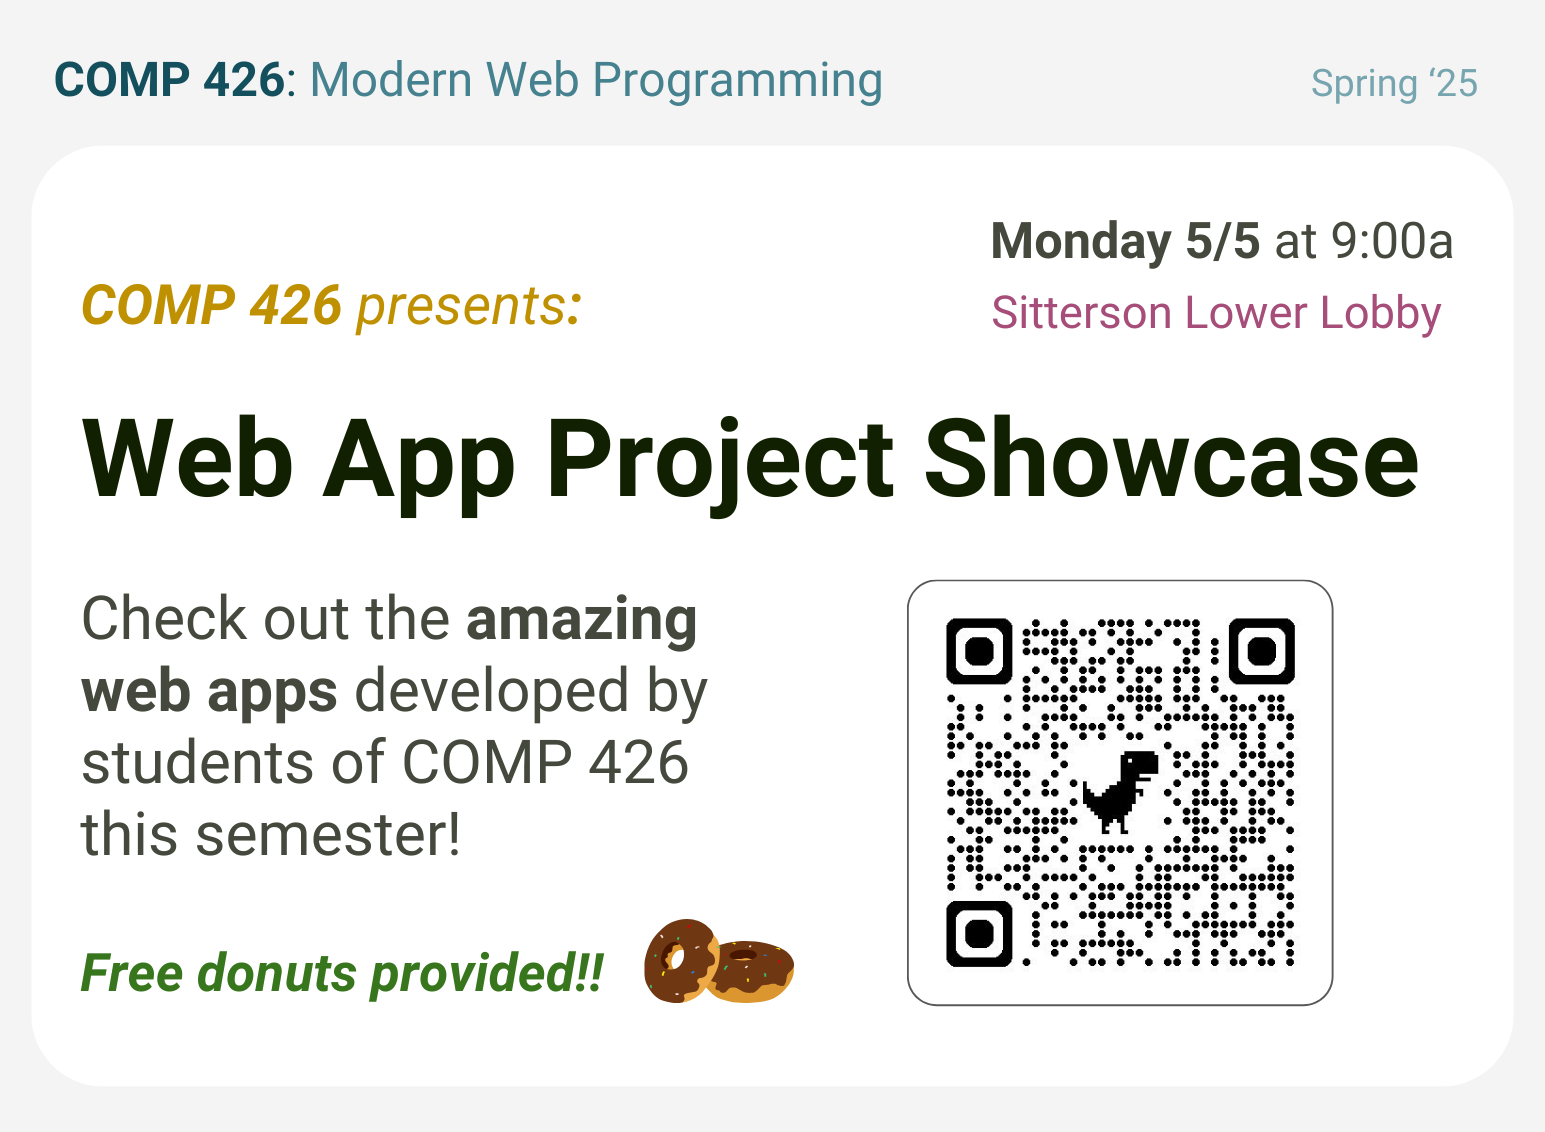 COMP 426: Modern Web Programming
Spring ‘25
Monday 5/5 at 9:00a
Sitterson Lower Lobby
COMP 426 presents:
Web App Project Showcase
Check out the amazing
web apps developed by
students of COMP 426
this semester!
Free donuts provided!!